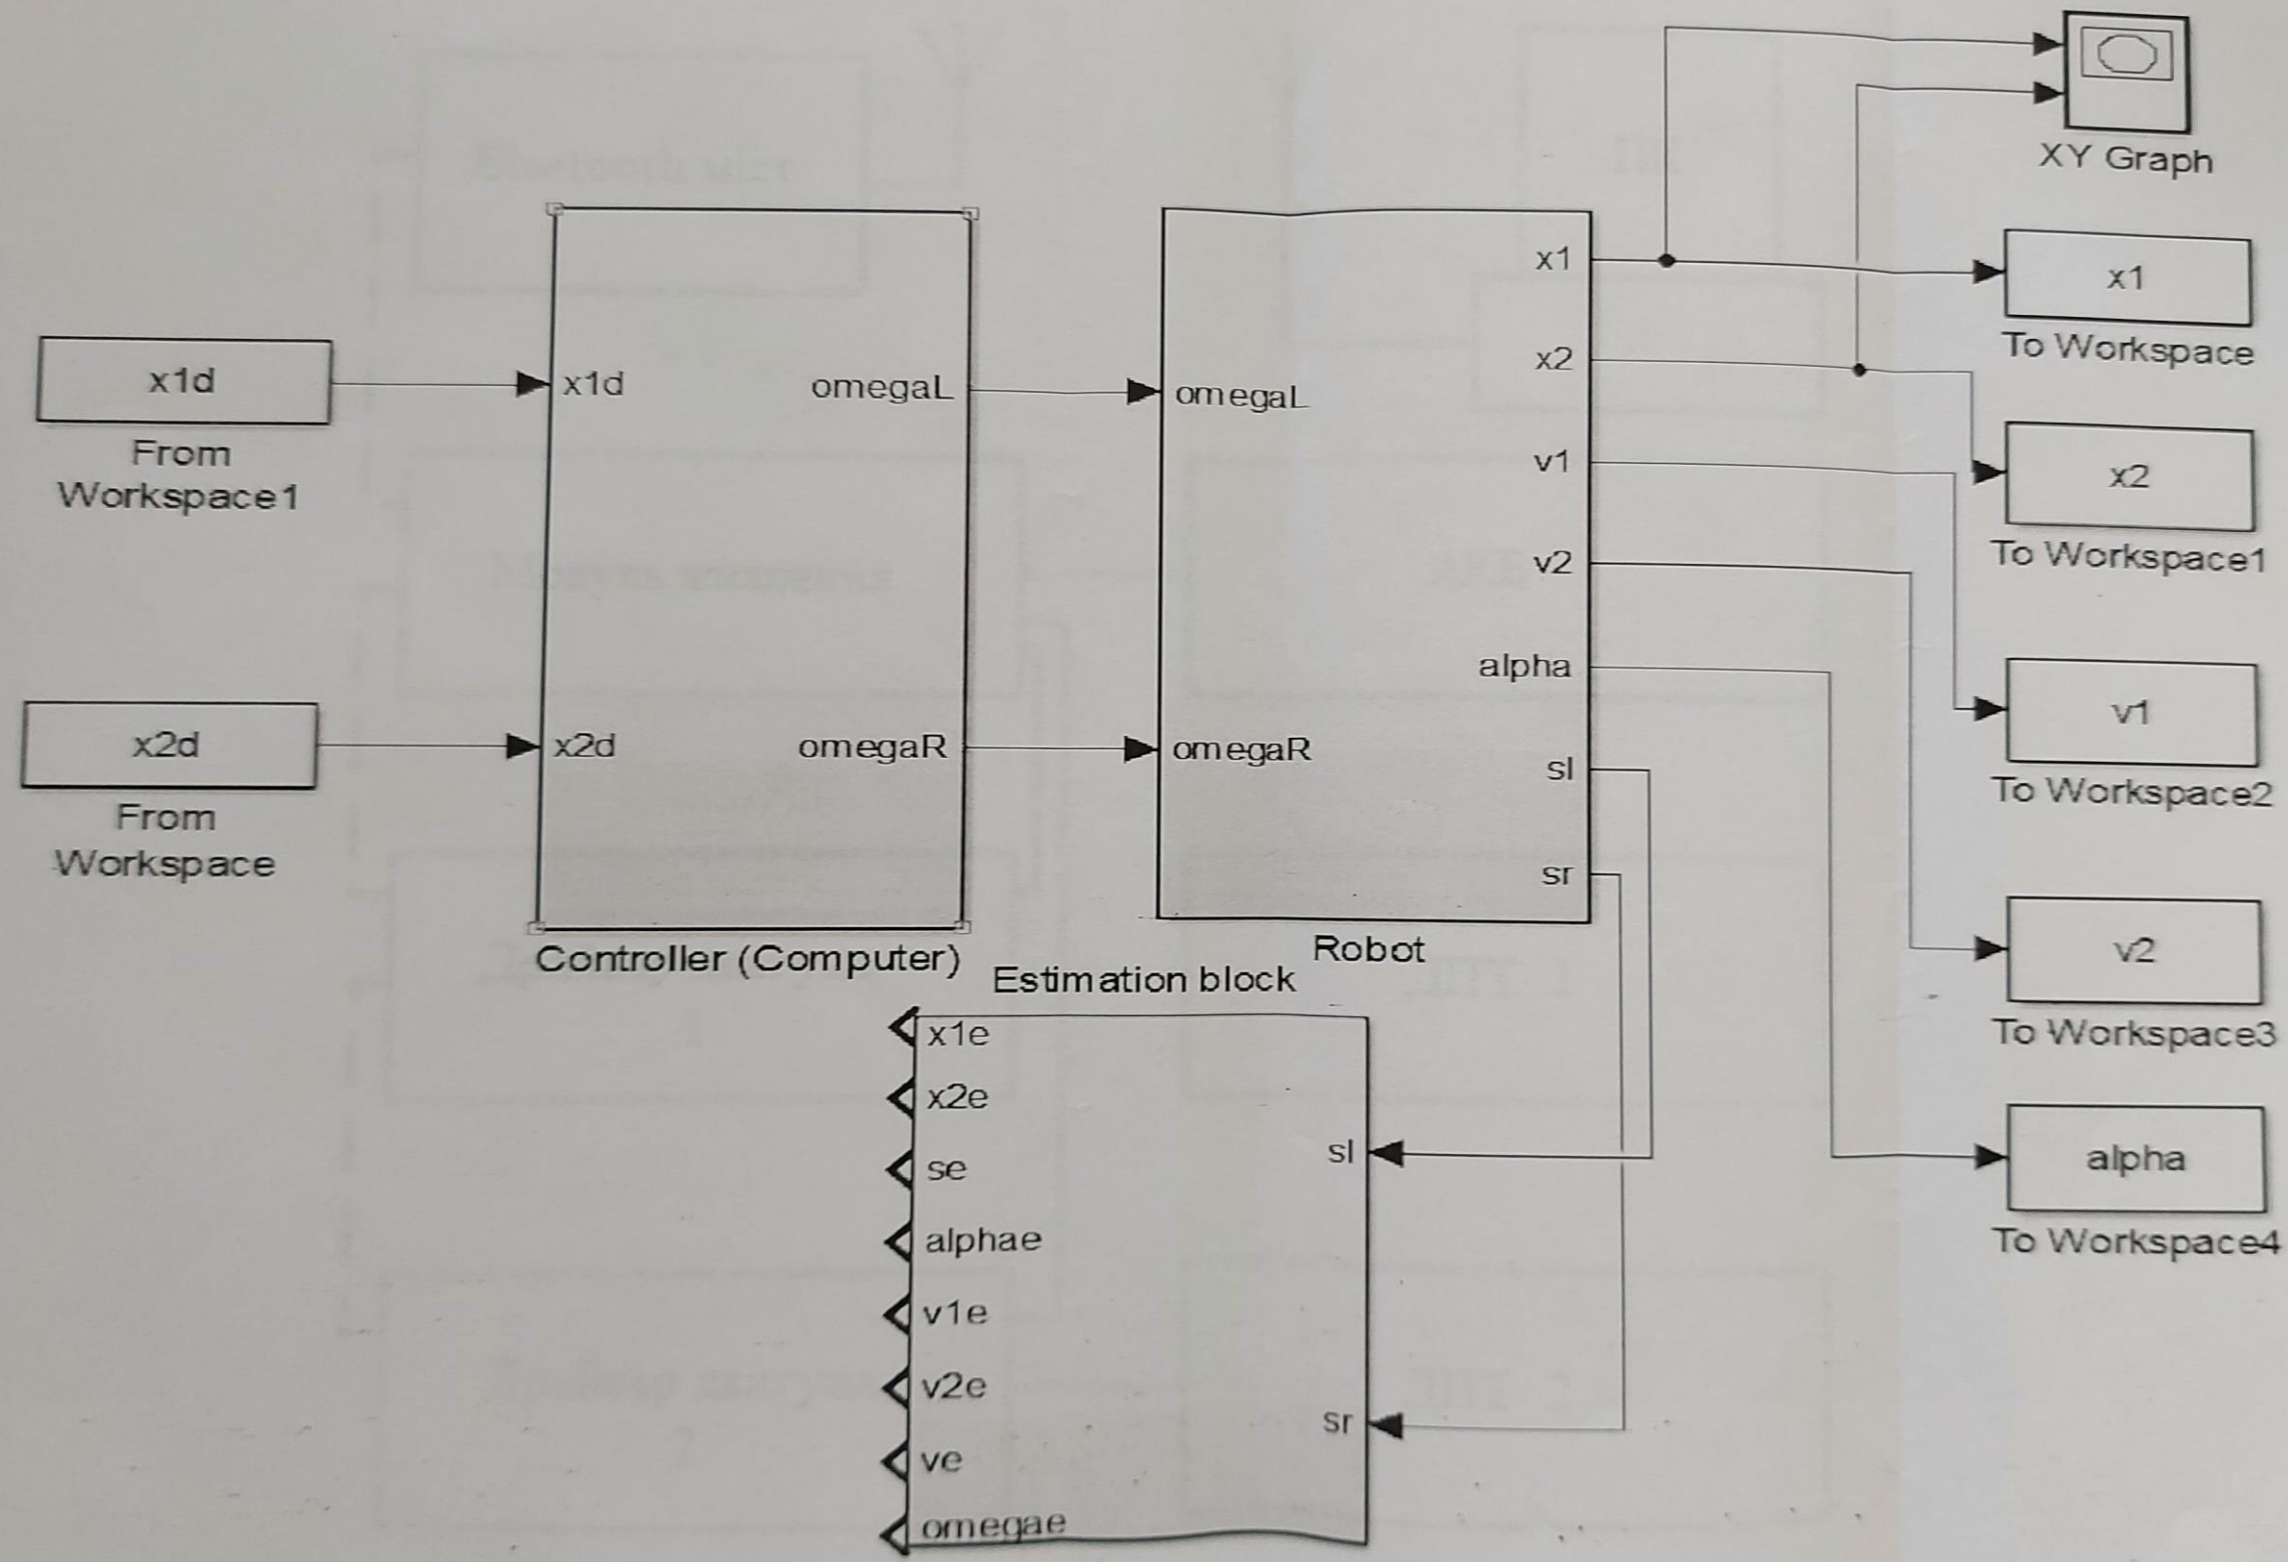 XY Graph
x1d
From
Workspace1
x2d
From
Workspace
x1d
x2d
omegaL
omegaR
Controller (Computer)
omegaL
omegaR
x1
x2
v1
v2
alpha
sl
sr
Robot
x1
To Workspace
x2
To Workspace1
v1
To Workspace2
v2
To Workspace3
alpha
To Workspace4
Estimation block
x1e
x2e
se
alphae
v1e
v2e
ve
omegae
sl
sr